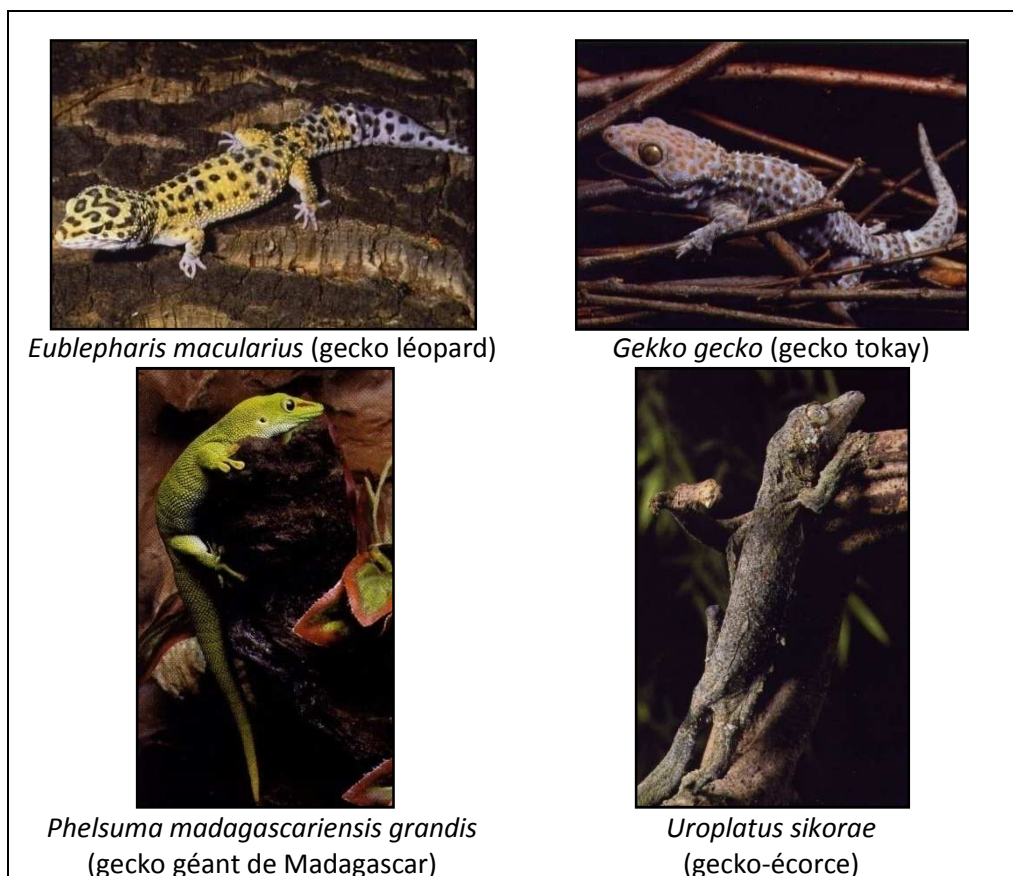 Eublepharis macularius (gecko léopard)
Gekko gecko (gecko tokay)
Phelsuma madagascariensis grandis
(gecko géant de Madagascar)
Uroplatus sikorae
(gecko-écorce)